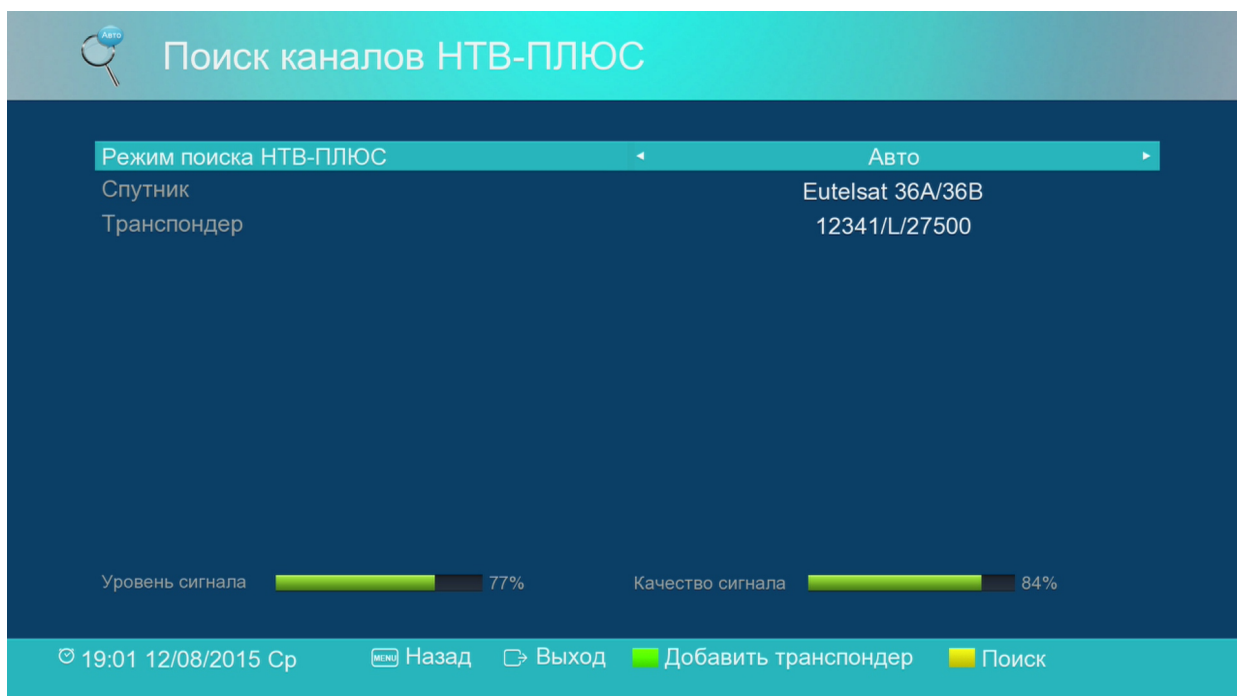 Авто
Поиск каналов НТВ-ПЛЮС
Режим поиска НТВ-ПЛЮС Авто
Спутник Eutelsat 36A/36B
Транспондер 12341/L/27500
Уровень сигнала 77% Качество сигнала 84%
19:01 12/08/2015 Ср MENU Назад Выход Добавить транспондер Поиск